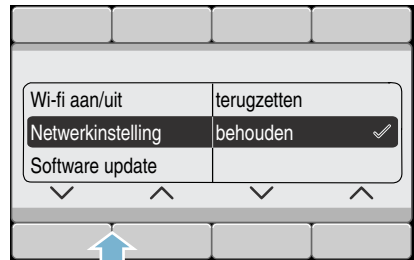 Wi-fi aan/uit terugzetten
Netwerkinstelling behouden
Software update